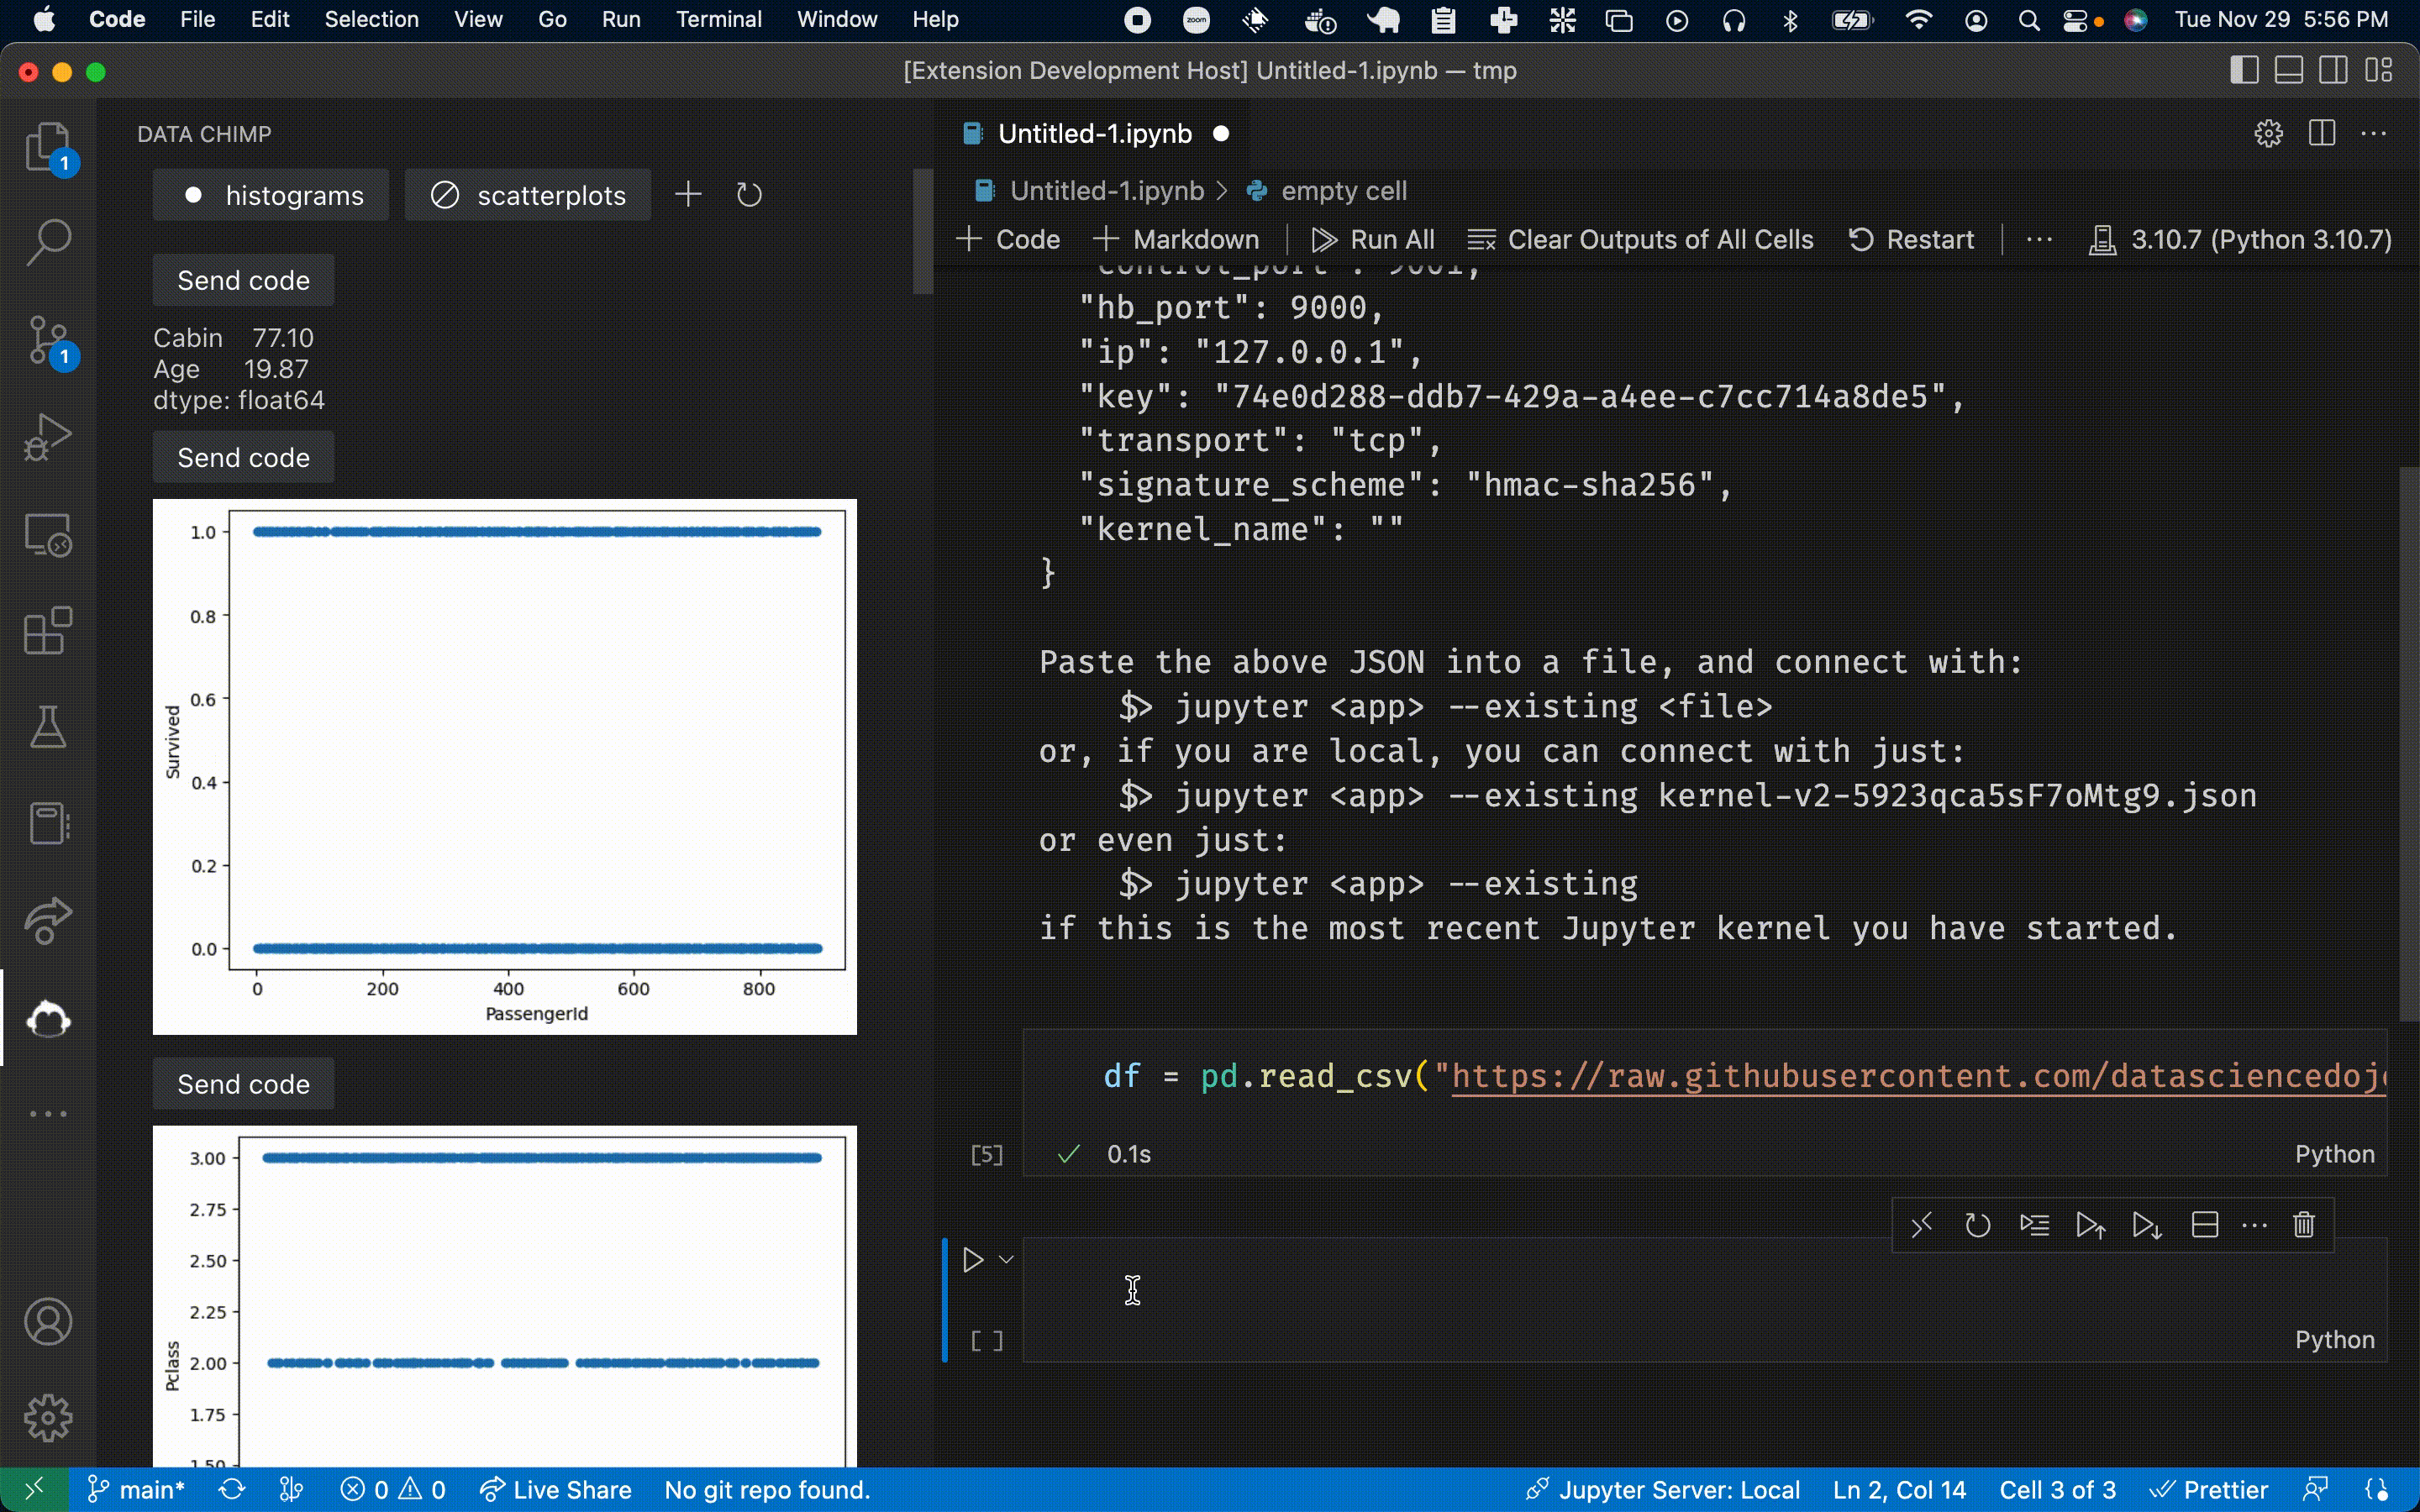 Code File Edit Selection View Go Run Terminal Window Help zoom Tue Nov 29 5:56 PM
[Extension Development Host] Untitled-1.ipynb — tmp
DATA CHIMP
histograms scatterplots
Send code
Cabin 77.10
Age 19.87
dtype: float64
Send code
1.0
0.8
0.6
0.4
0.2
0.0
Survived
0 200 400 600 800
PassengerId
Send code
3.00
2.75
2.50
2.25
2.00
1.75
1.50
Pclass
1
1
Untitled-1.ipynb
Untitled-1.ipynb > empty cell
Code Markdown Run All Clear Outputs of All Cells Restart ... 3.10.7 (Python 3.10.7)
"control_port": 9001,
"hb_port": 9000,
"ip": "127.0.0.1",
"key": "74e0d288-ddb7-429a-a4ee-c7cc714a8de5",
"transport": "tcp",
"signature_scheme": "hmac-sha256",
"kernel_name": ""
}
Paste the above JSON into a file, and connect with:
$> jupyter <app> --existing <file>
or, if you are local, you can connect with just:
$> jupyter <app> --existing kernel-v2-5923qca5sF7oMtg9.json
or even just:
$> jupyter <app> --existing
if this is the most recent Jupyter kernel you have started.
df = pd.read_csv("https://raw.githubusercontent.com/datasciencedoj
[5] 0.1s Python
[ ] Python
main* 0 0 Live Share No git repo found. Jupyter Server: Local Ln 2, Col 14 Cell 3 of 3 Prettier